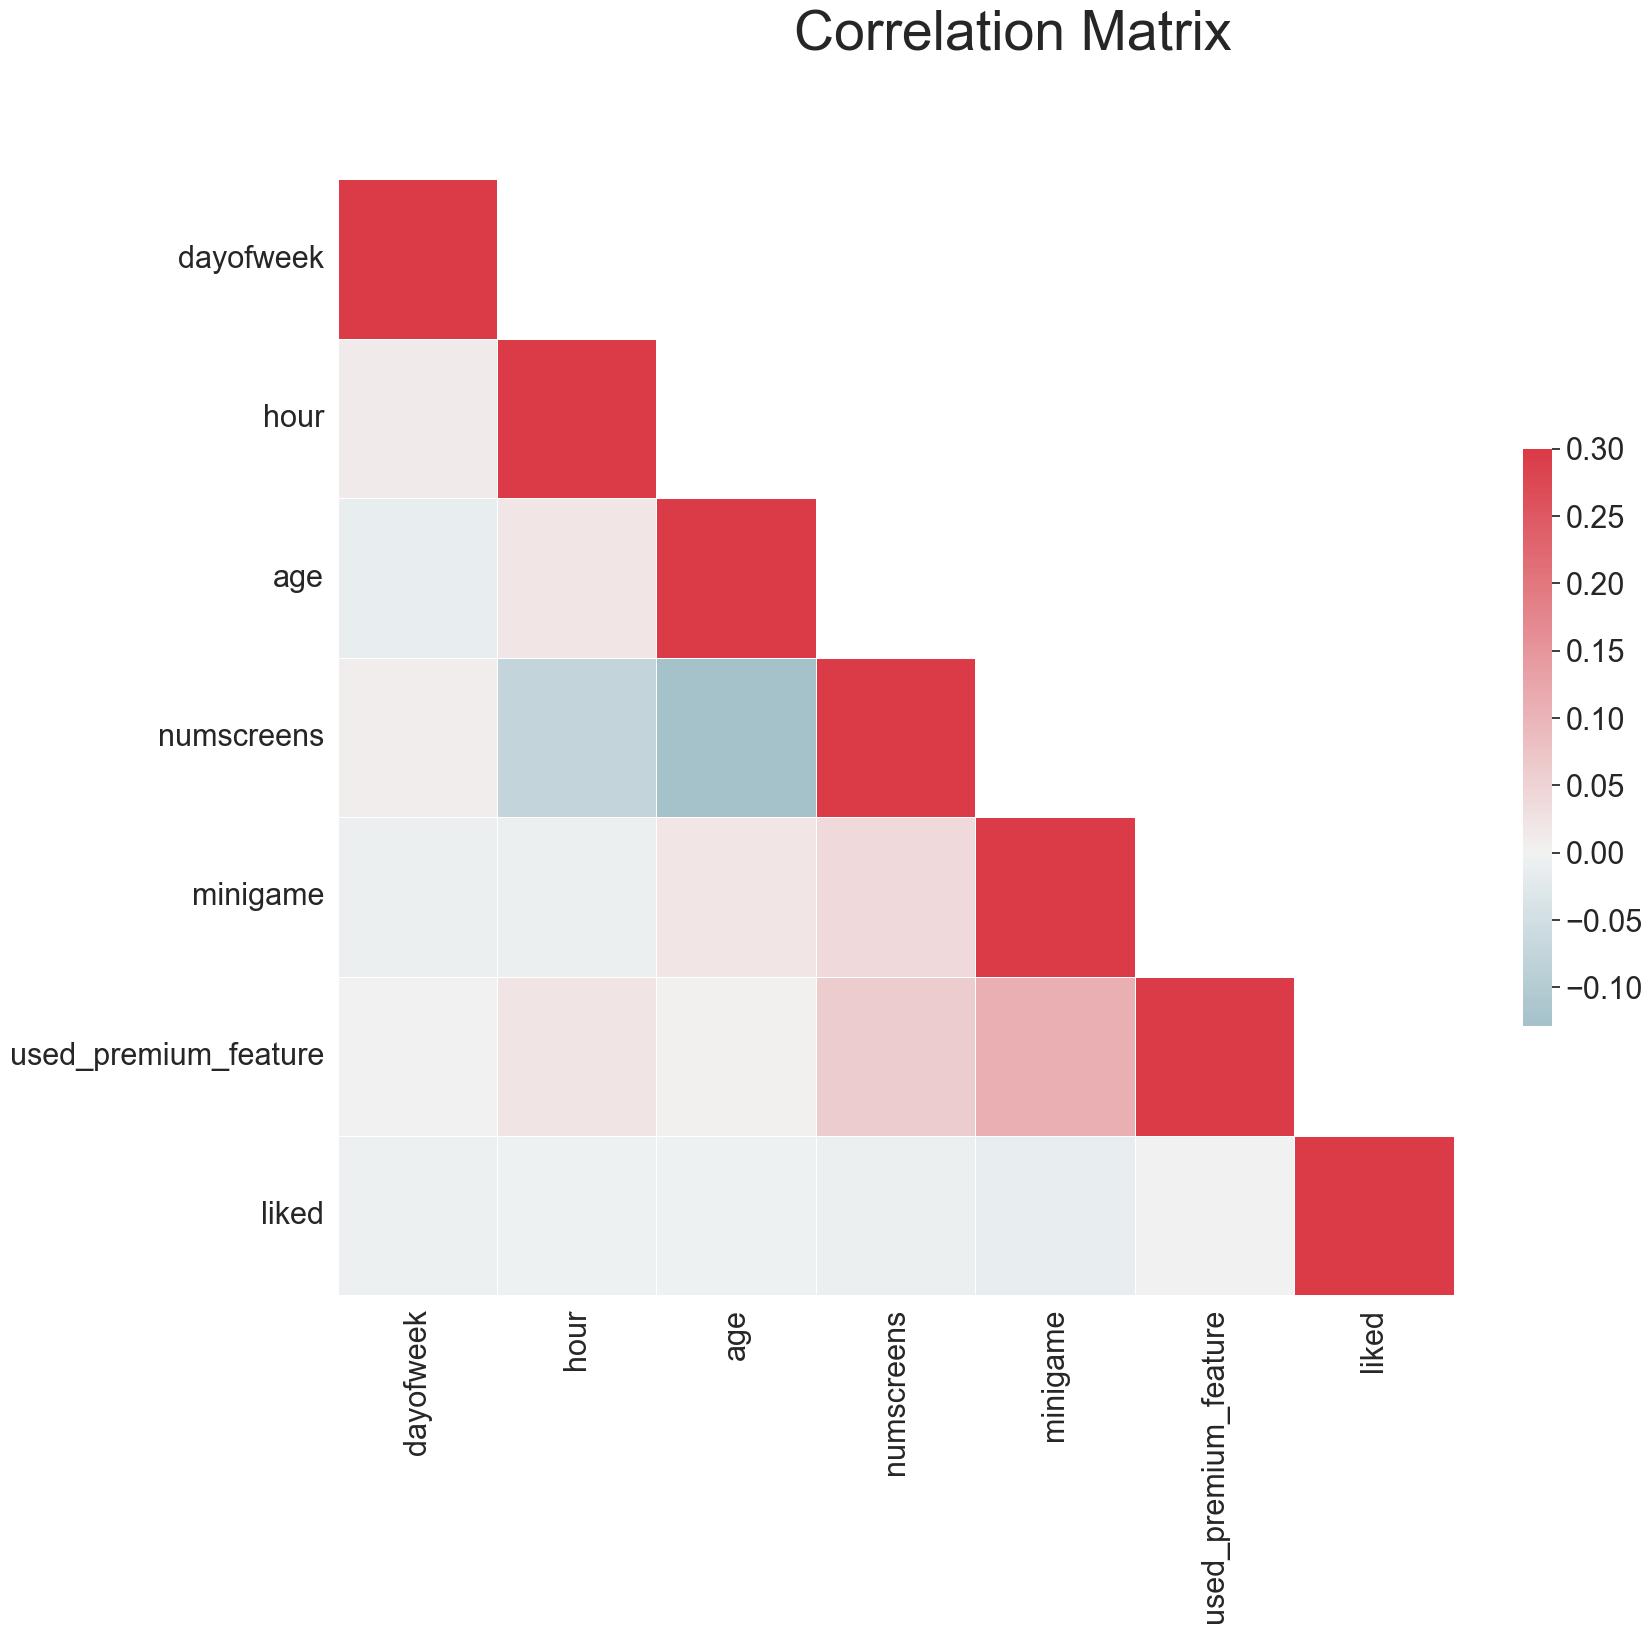 Correlation Matrix
dayofweek
hour
age
numscreens
minigame
used_premium_feature
liked
0.30
0.25
0.20
0.15
0.10
0.05
0.00
−0.05
−0.10
dayofweek
hour
age
numscreens
minigame
used_premium_feature
liked